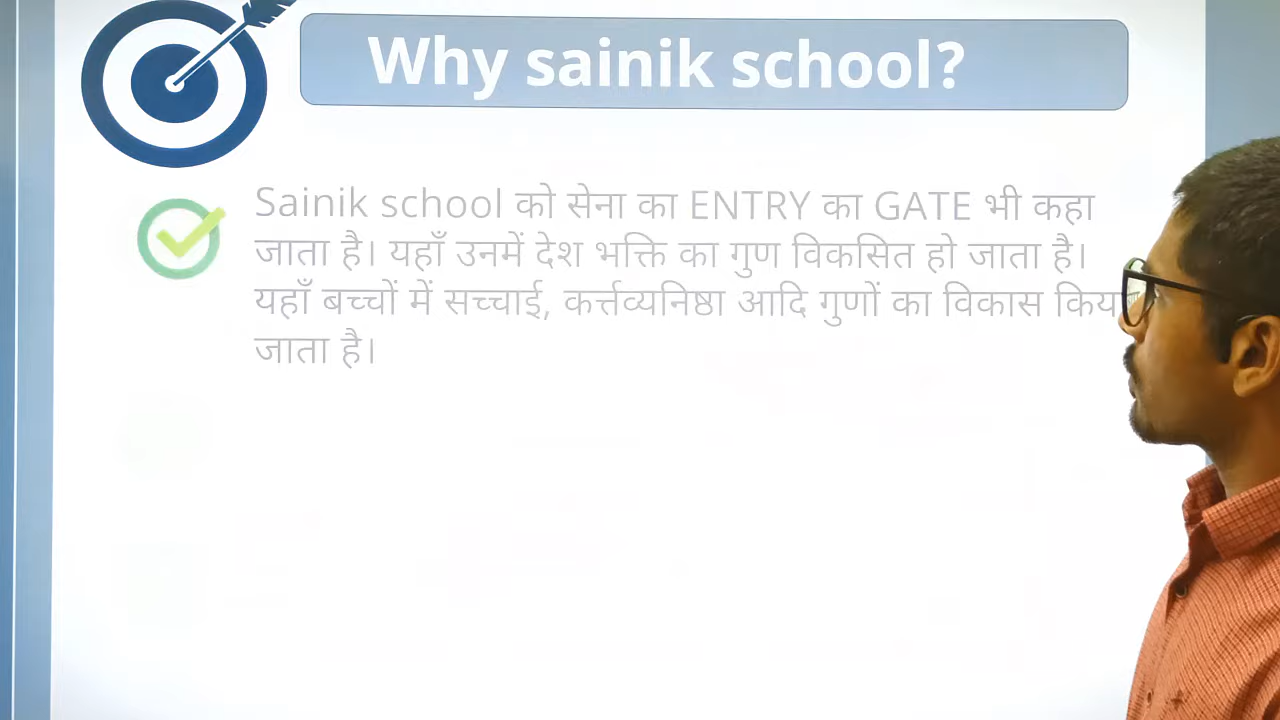 Why sainik school?
Sainik school को सेना का ENTRY का GATE भी कहा
जाता है। यहाँ उनमें देश भक्ति का गुण विकसित हो जाता है।
यहाँ बच्चों में सच्चाई, कर्त्तव्यनिष्ठा आदि गुणों का विकास किया
जाता है।